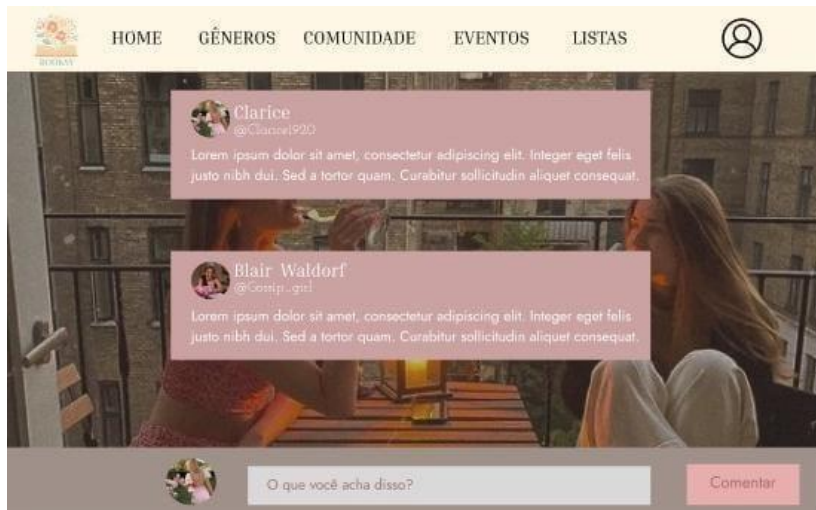 BOOKAY
HOME GÊNEROS COMUNIDADE EVENTOS LISTAS
Clarice
@Clarice1920
Lorem ipsum dolor sit amet, consectetur adipiscing elit. Integer eget felis
justo nibh dui. Sed a tortor quam. Curabitur sollicitudin aliquet consequat.
Blair Waldorf
@Gossip_girl
Lorem ipsum dolor sit amet, consectetur adipiscing elit. Integer eget felis
justo nibh dui. Sed a tortor quam. Curabitur sollicitudin aliquet consequat.
O que você acha disso?
Comentar